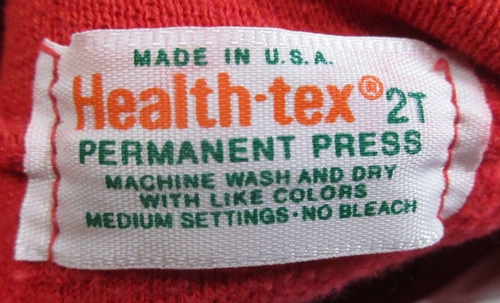 MADE IN U.S.A.
Health-tex® 2T
PERMANENT PRESS
MACHINE WASH AND DRY
WITH LIKE COLORS
MEDIUM SETTINGS·NO BLEACH